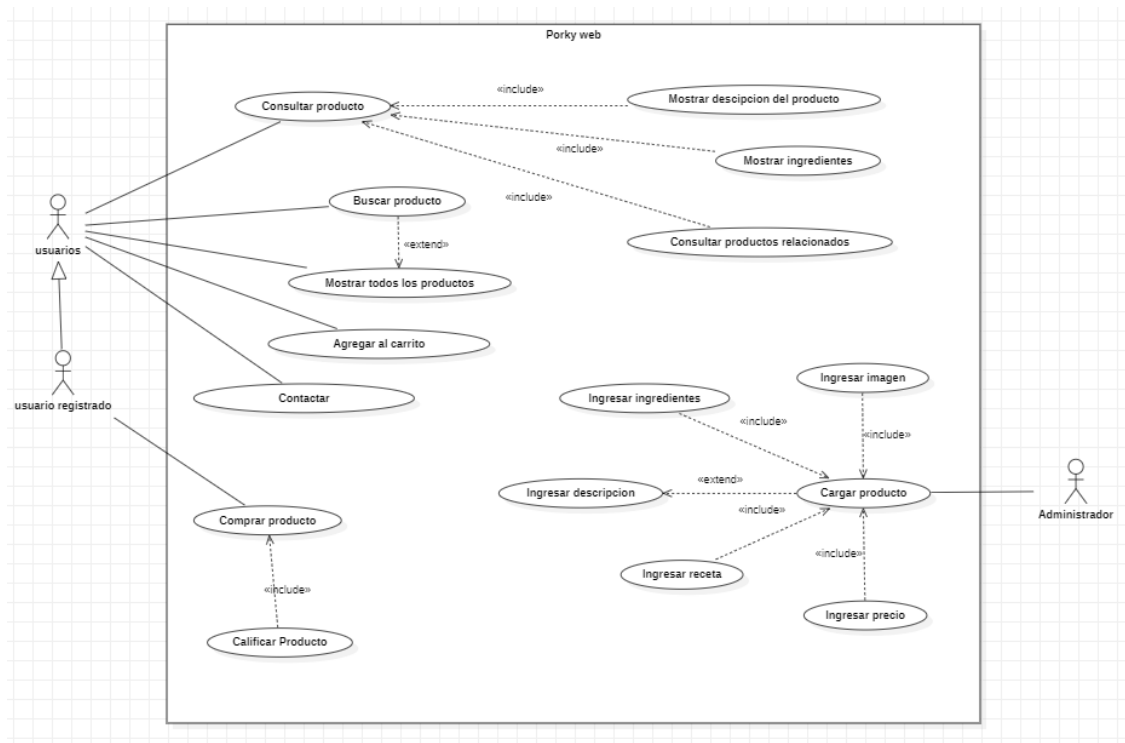 Porky web
Consultar producto
«include»
Mostrar descipcion del producto
«include»
Mostrar ingredientes
Buscar producto
«include»
usuarios
«extend»
Consultar productos relacionados
Mostrar todos los productos
Agregar al carrito
usuario registrado
Contactar
Ingresar ingredientes
Ingresar imagen
«include»
«include»
Ingresar descripcion
«extend»
Cargar producto
Administrador
Comprar producto
«include»
«include»
Ingresar receta
«include»
Ingresar precio
Calificar Producto